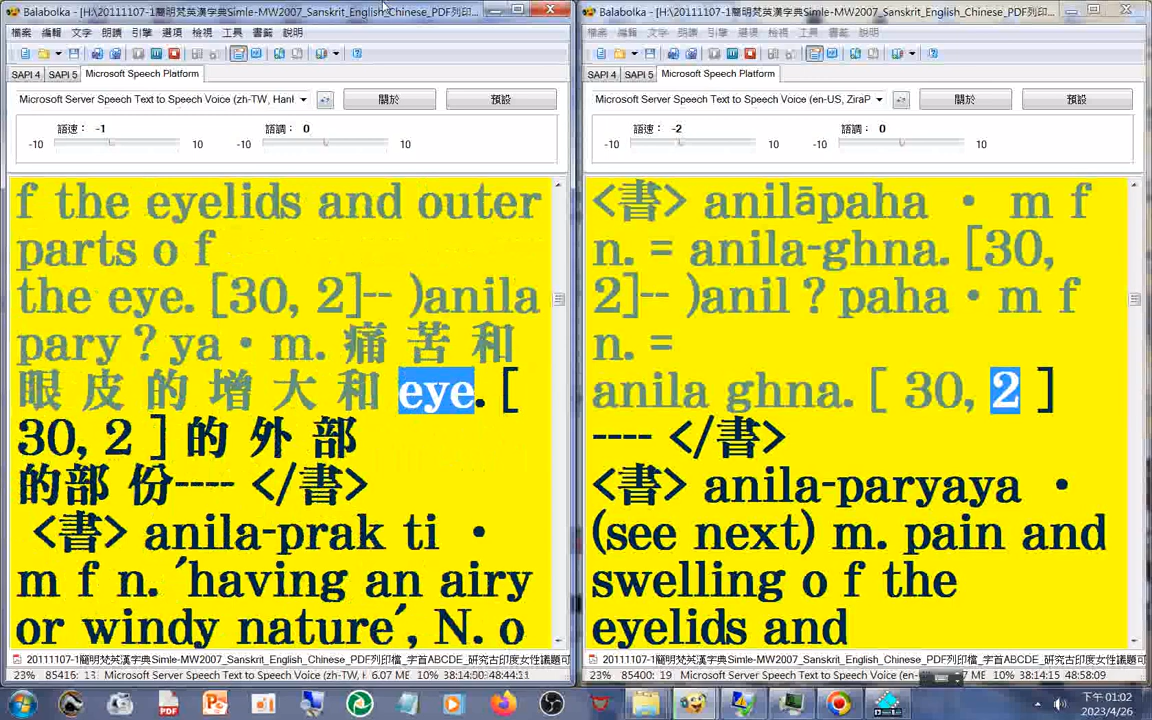 Balabolka - [H:\20111107-1簡明梵英漢字典Simle-MW2007_Sanskrit_English_Chinese_PDF列印...
檔案 編輯 文字 朗讀 引擎 選項 檢視 工具 書籤 說明
SAPI 4 SAPI 5 Microsoft Speech Platform
Microsoft Server Speech Text to Speech Voice (zh-TW, Hanl
關於 預設
語速： -1 語調： 0
-10 10 -10 10
f the eyelids and outer
parts o f
the eye. [30, 2]-- )anila
pary ? ya • m. 痛 苦 和
眼 皮 的 增 大 和 eye. [
30, 2 ] 的 外 部
的部 份---- </書>
<書> anila-prak ti •
m f n. ′having an airy
or windy nature′, N. o
20111107-1簡明梵英漢字典Simle-MW2007_Sanskrit_English_Chinese_PDF列印檔_字首ABCDE_研究古印度女性議題可
23% 85416: 13 Microsoft Server Speech Text to Speech Voice (zh-TW, 6.07 MB 10% 38:14:50 48:44:11
Balabolka - [H:\20111107-1簡明梵英漢字典Simle-MW2007_Sanskrit_English_Chinese_PDF列印...
檔案 編輯 文字 朗讀 引擎 選項 檢視 工具 書籤 說明
SAPI 4 SAPI 5 Microsoft Speech Platform
Microsoft Server Speech Text to Speech Voice (en-US, ZiraP
關於 預設
語速： -2 語調： 0
-10 10 -10 10
<書> anilāpaha • m f
n. = anila-ghna. [30,
2]-- )anil ? paha • m f
n. =
anila ghna. [ 30, 2 ]
---- </書>
<書> anila-paryaya •
(see next) m. pain and
swelling o f the
eyelids and
20111107-1簡明梵英漢字典Simle-MW2007_Sanskrit_English_Chinese_PDF列印檔_字首ABCDE_研究古印度女性議題可
23% 85400: 19 Microsoft Server Speech Text to Speech Voice 10% 38:14:15 48:58:09
PDF
下午 01:02
2023/4/26